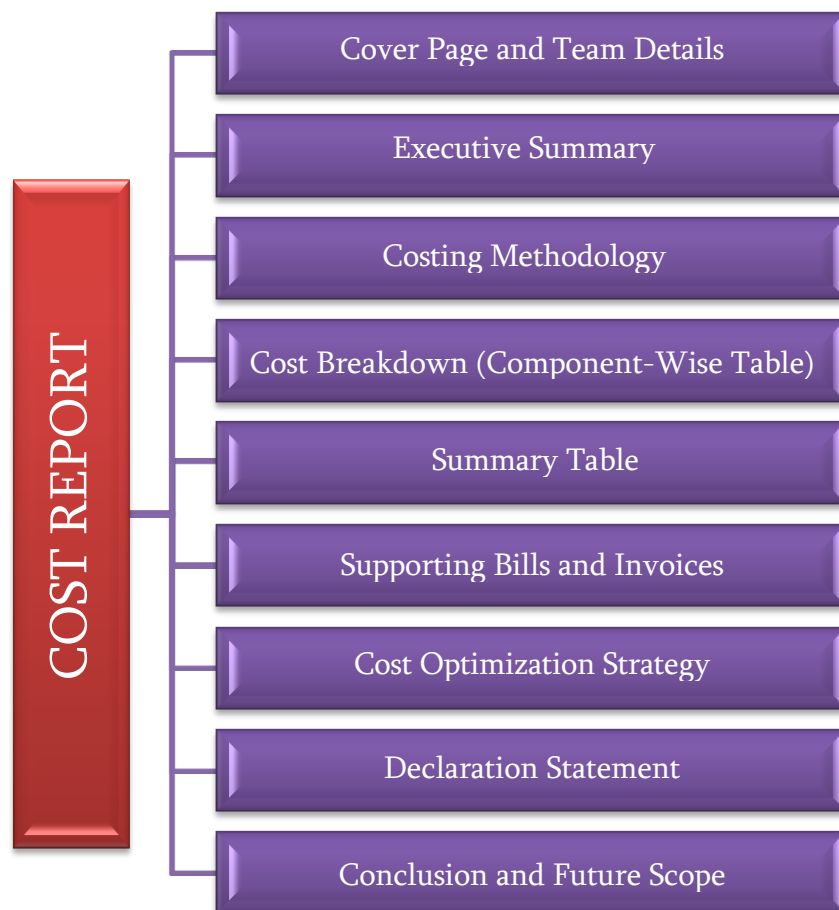 COST REPORT
Cover Page and Team Details
Executive Summary
Costing Methodology
Cost Breakdown (Component-Wise Table)
Summary Table
Supporting Bills and Invoices
Cost Optimization Strategy
Declaration Statement
Conclusion and Future Scope